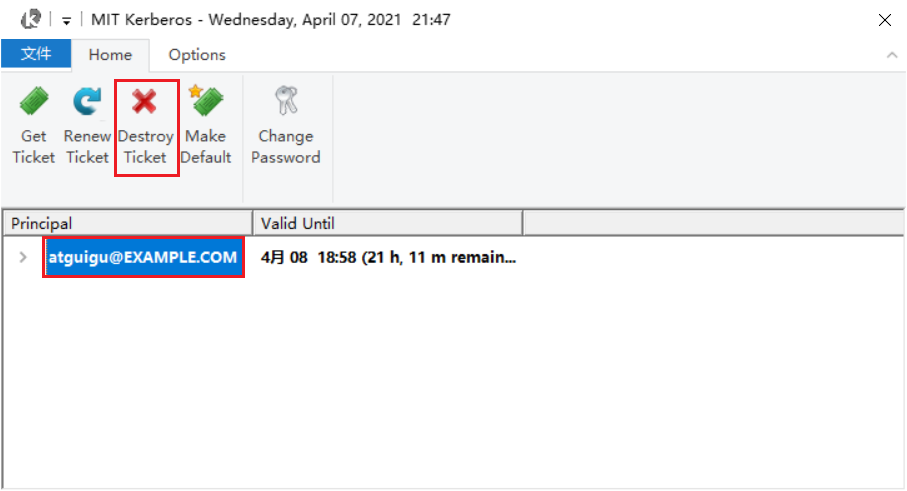 MIT Kerberos - Wednesday, April 07, 2021 21:47
文件 Home Options
Get Ticket
Renew Ticket
Destroy Ticket
Make Default
Change Password
Principal Valid Until
atguigu@EXAMPLE.COM 4月 08 18:58 (21 h, 11 m remain...